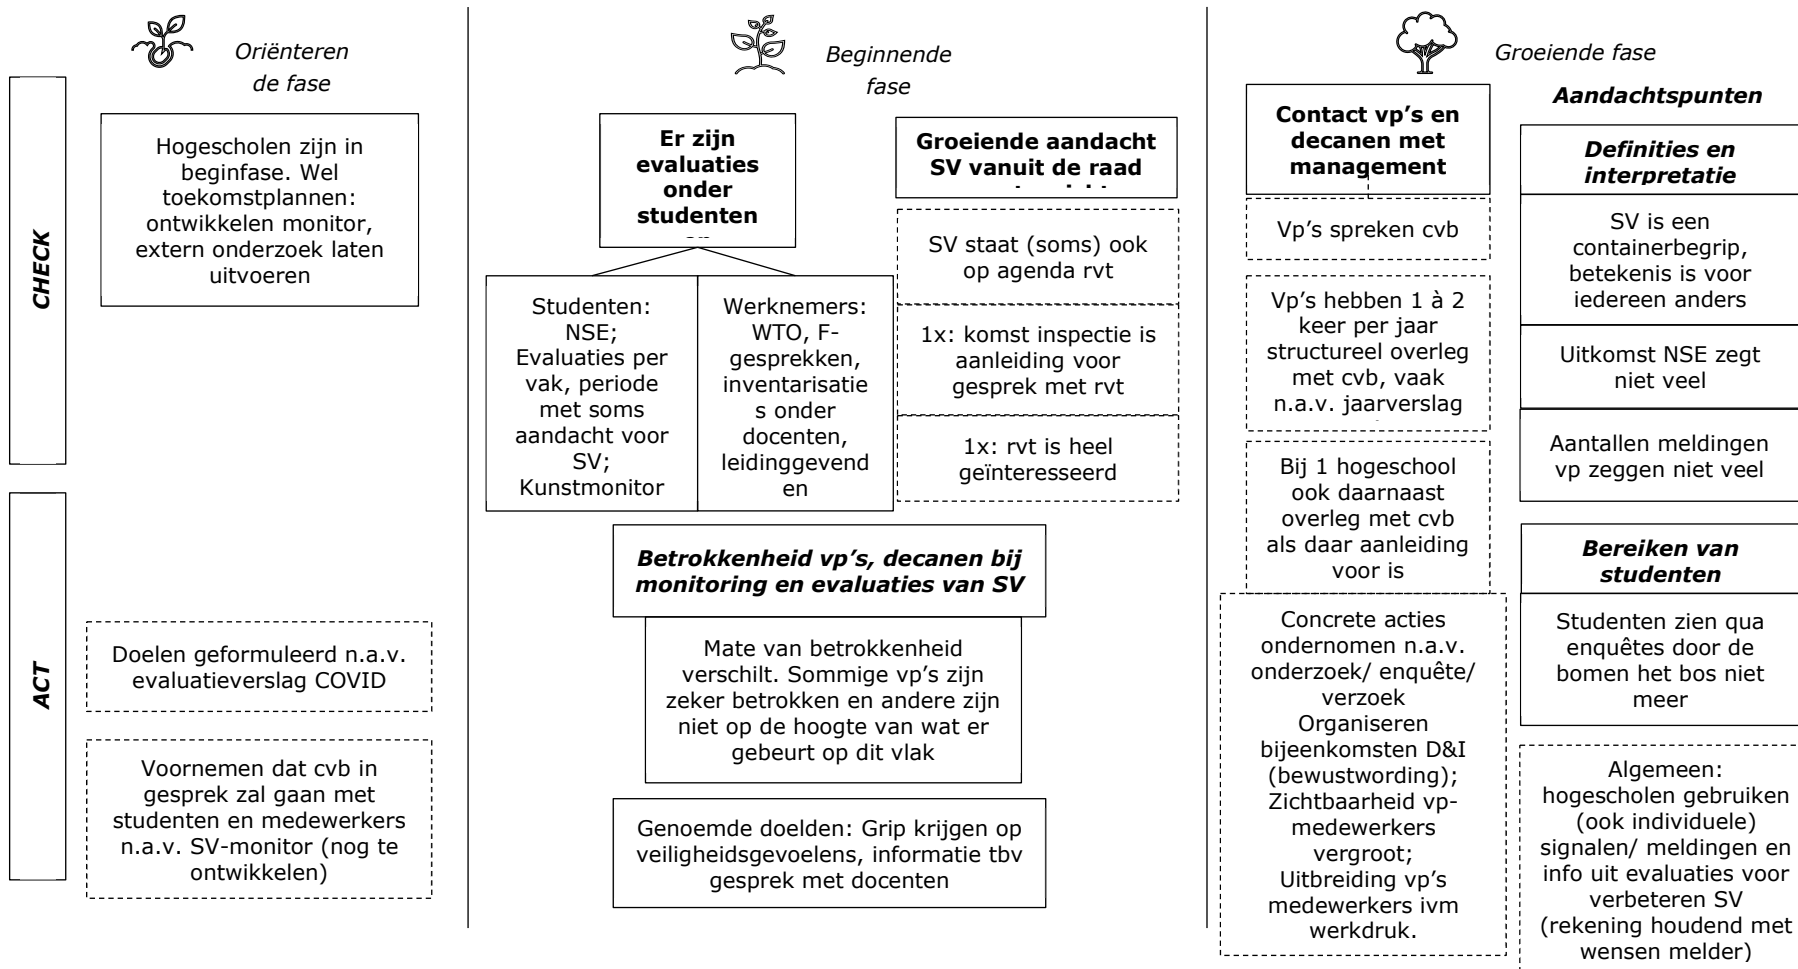 Oriënteren
de fase
CHECK
Hogescholen zijn in
beginfase. Wel
toekomstplannen:
ontwikkelen monitor,
extern onderzoek laten
uitvoeren
ACT
Doelen geformuleerd n.a.v.
evaluatieverslag COVID
Voornemen dat cvb in
gesprek zal gaan met
studenten en medewerkers
n.a.v. SV-monitor (nog te
ontwikkelen)
Beginnende
fase
Er zijn
evaluaties
onder
studenten
Studenten:
NSE;
Evaluaties per
vak, periode
met soms
aandacht voor
SV;
Kunstmonitor
Werknemers:
WTO, F-
gesprekken,
inventarisatie
s onder
docenten,
leidinggevend
en
Groeiende aandacht
SV vanuit de raad
SV staat (soms) ook
op agenda rvt
1x: komst inspectie is
aanleiding voor
gesprek met rvt
1x: rvt is heel
geïnteresseerd
Betrokkenheid vp's, decanen bij
monitoring en evaluaties van SV
Mate van betrokkenheid
verschilt. Sommige vp's zijn
zeker betrokken en andere zijn
niet op de hoogte van wat er
gebeurt op dit vlak
Genoemde doelden: Grip krijgen op
veiligheidsgevoelens, informatie tbv
gesprek met docenten
Groeiende fase
Contact vp's en
decanen met
management
Vp's spreken cvb
Vp's hebben 1 à 2
keer per jaar
structureel overleg
met cvb, vaak
n.a.v. jaarverslag
Bij 1 hogeschool
ook daarnaast
overleg met cvb
als daar aanleiding
voor is
Concrete acties
ondernomen n.a.v.
onderzoek/ enquête/
verzoek
Organiseren
bijeenkomsten D&I
(bewustwording);
Zichtbaarheid vp-
medewerkers
vergroot;
Uitbreiding vp's
medewerkers ivm
werkdruk.
Aandachtspunten
Definities en
interpretatie
SV is een
containerbegrip,
betekenis is voor
iedereen anders
Uitkomst NSE zegt
niet veel
Aantallen meldingen
vp zeggen niet veel
Bereiken van
studenten
Studenten zien qua
enquêtes door de
bomen het bos niet
meer
Algemeen:
hogescholen gebruiken
(ook individuele)
signalen/ meldingen en
info uit evaluaties voor
verbeteren SV
(rekening houdend met
wensen melder)